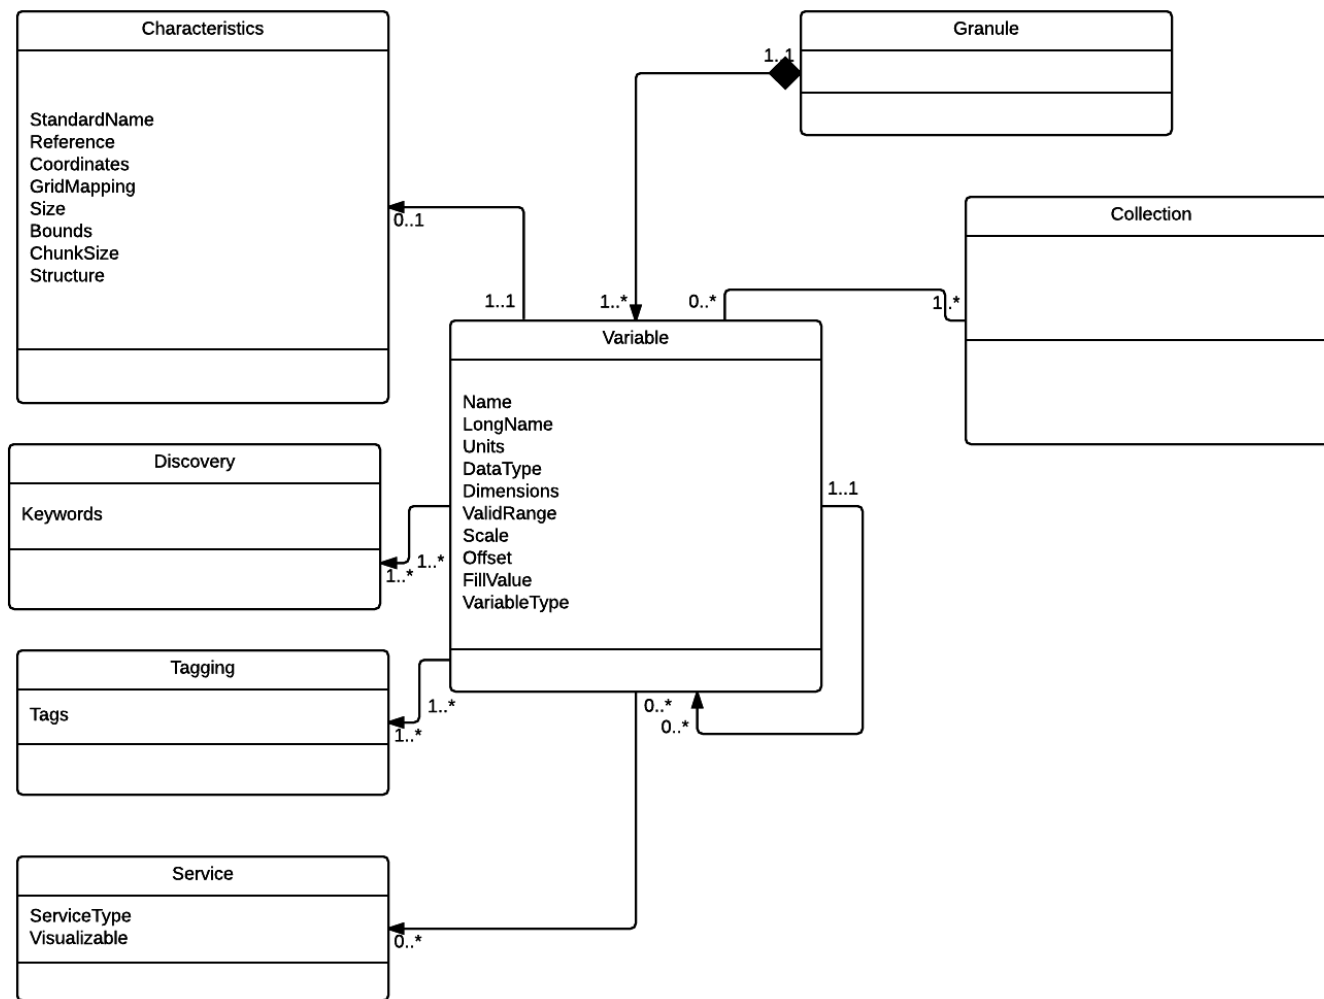 Characteristics
StandardName
Reference
Coordinates
GridMapping
Size
Bounds
ChunkSize
Structure
Granule
1..1
Collection
0..1
1..1
1..*
0..*
1..*
Variable
Name
LongName
Units
DataType
Dimensions
ValidRange
Scale
Offset
FillValue
VariableType
Discovery
Keywords
1..*
1..*
1..1
Tagging
Tags
1..*
1..*
0..*
0..*
Service
ServiceType
Visualizable
0..*